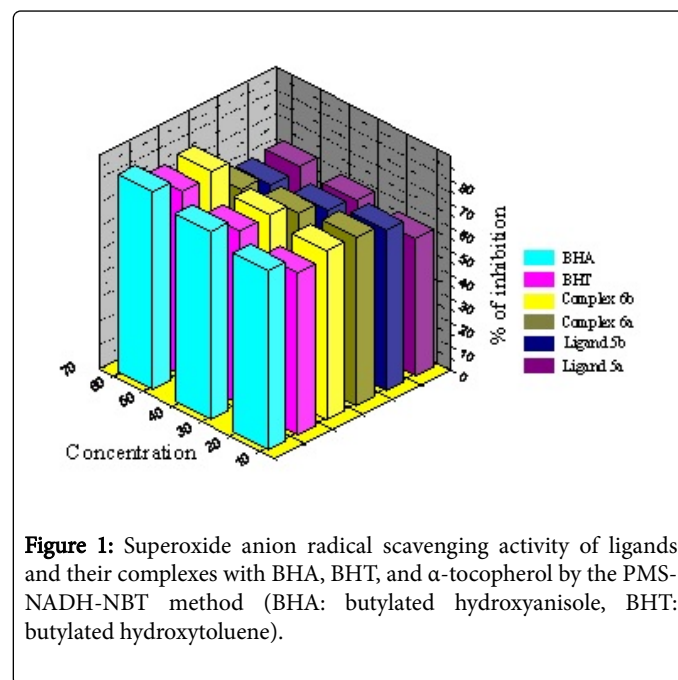 80
70
60
50
40
30
20
10
0
% of inhibition
70
60
50
40
30
20
10
Concentration
BHA
BHT
Complex 6b
Complex 6a
Ligand 5b
Ligand 5a
Figure 1: Superoxide anion radical scavenging activity of ligands
and their complexes with BHA, BHT, and α-tocopherol by the PMS-
NADH-NBT method (BHA: butylated hydroxyanisole, BHT:
butylated hydroxytoluene).